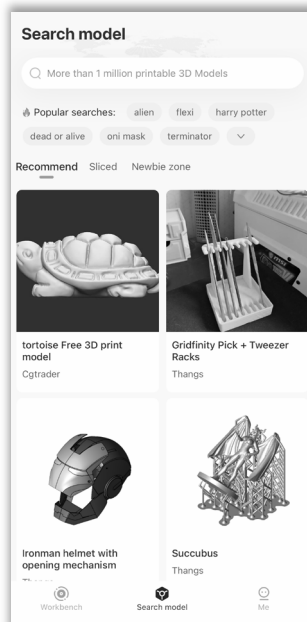 Search model
More than 1 million printable 3D Models
Popular searches: alien flexi harry potter
dead or alive oni mask terminator
Recommend Sliced Newbie zone
tortoise Free 3D print
model
Cgtrader
Gridfinity Pick + Tweezer
Racks
Thangs
Ironman helmet with
opening mechanism
Thangs
Succubus
Thangs
Workbench Search model Me